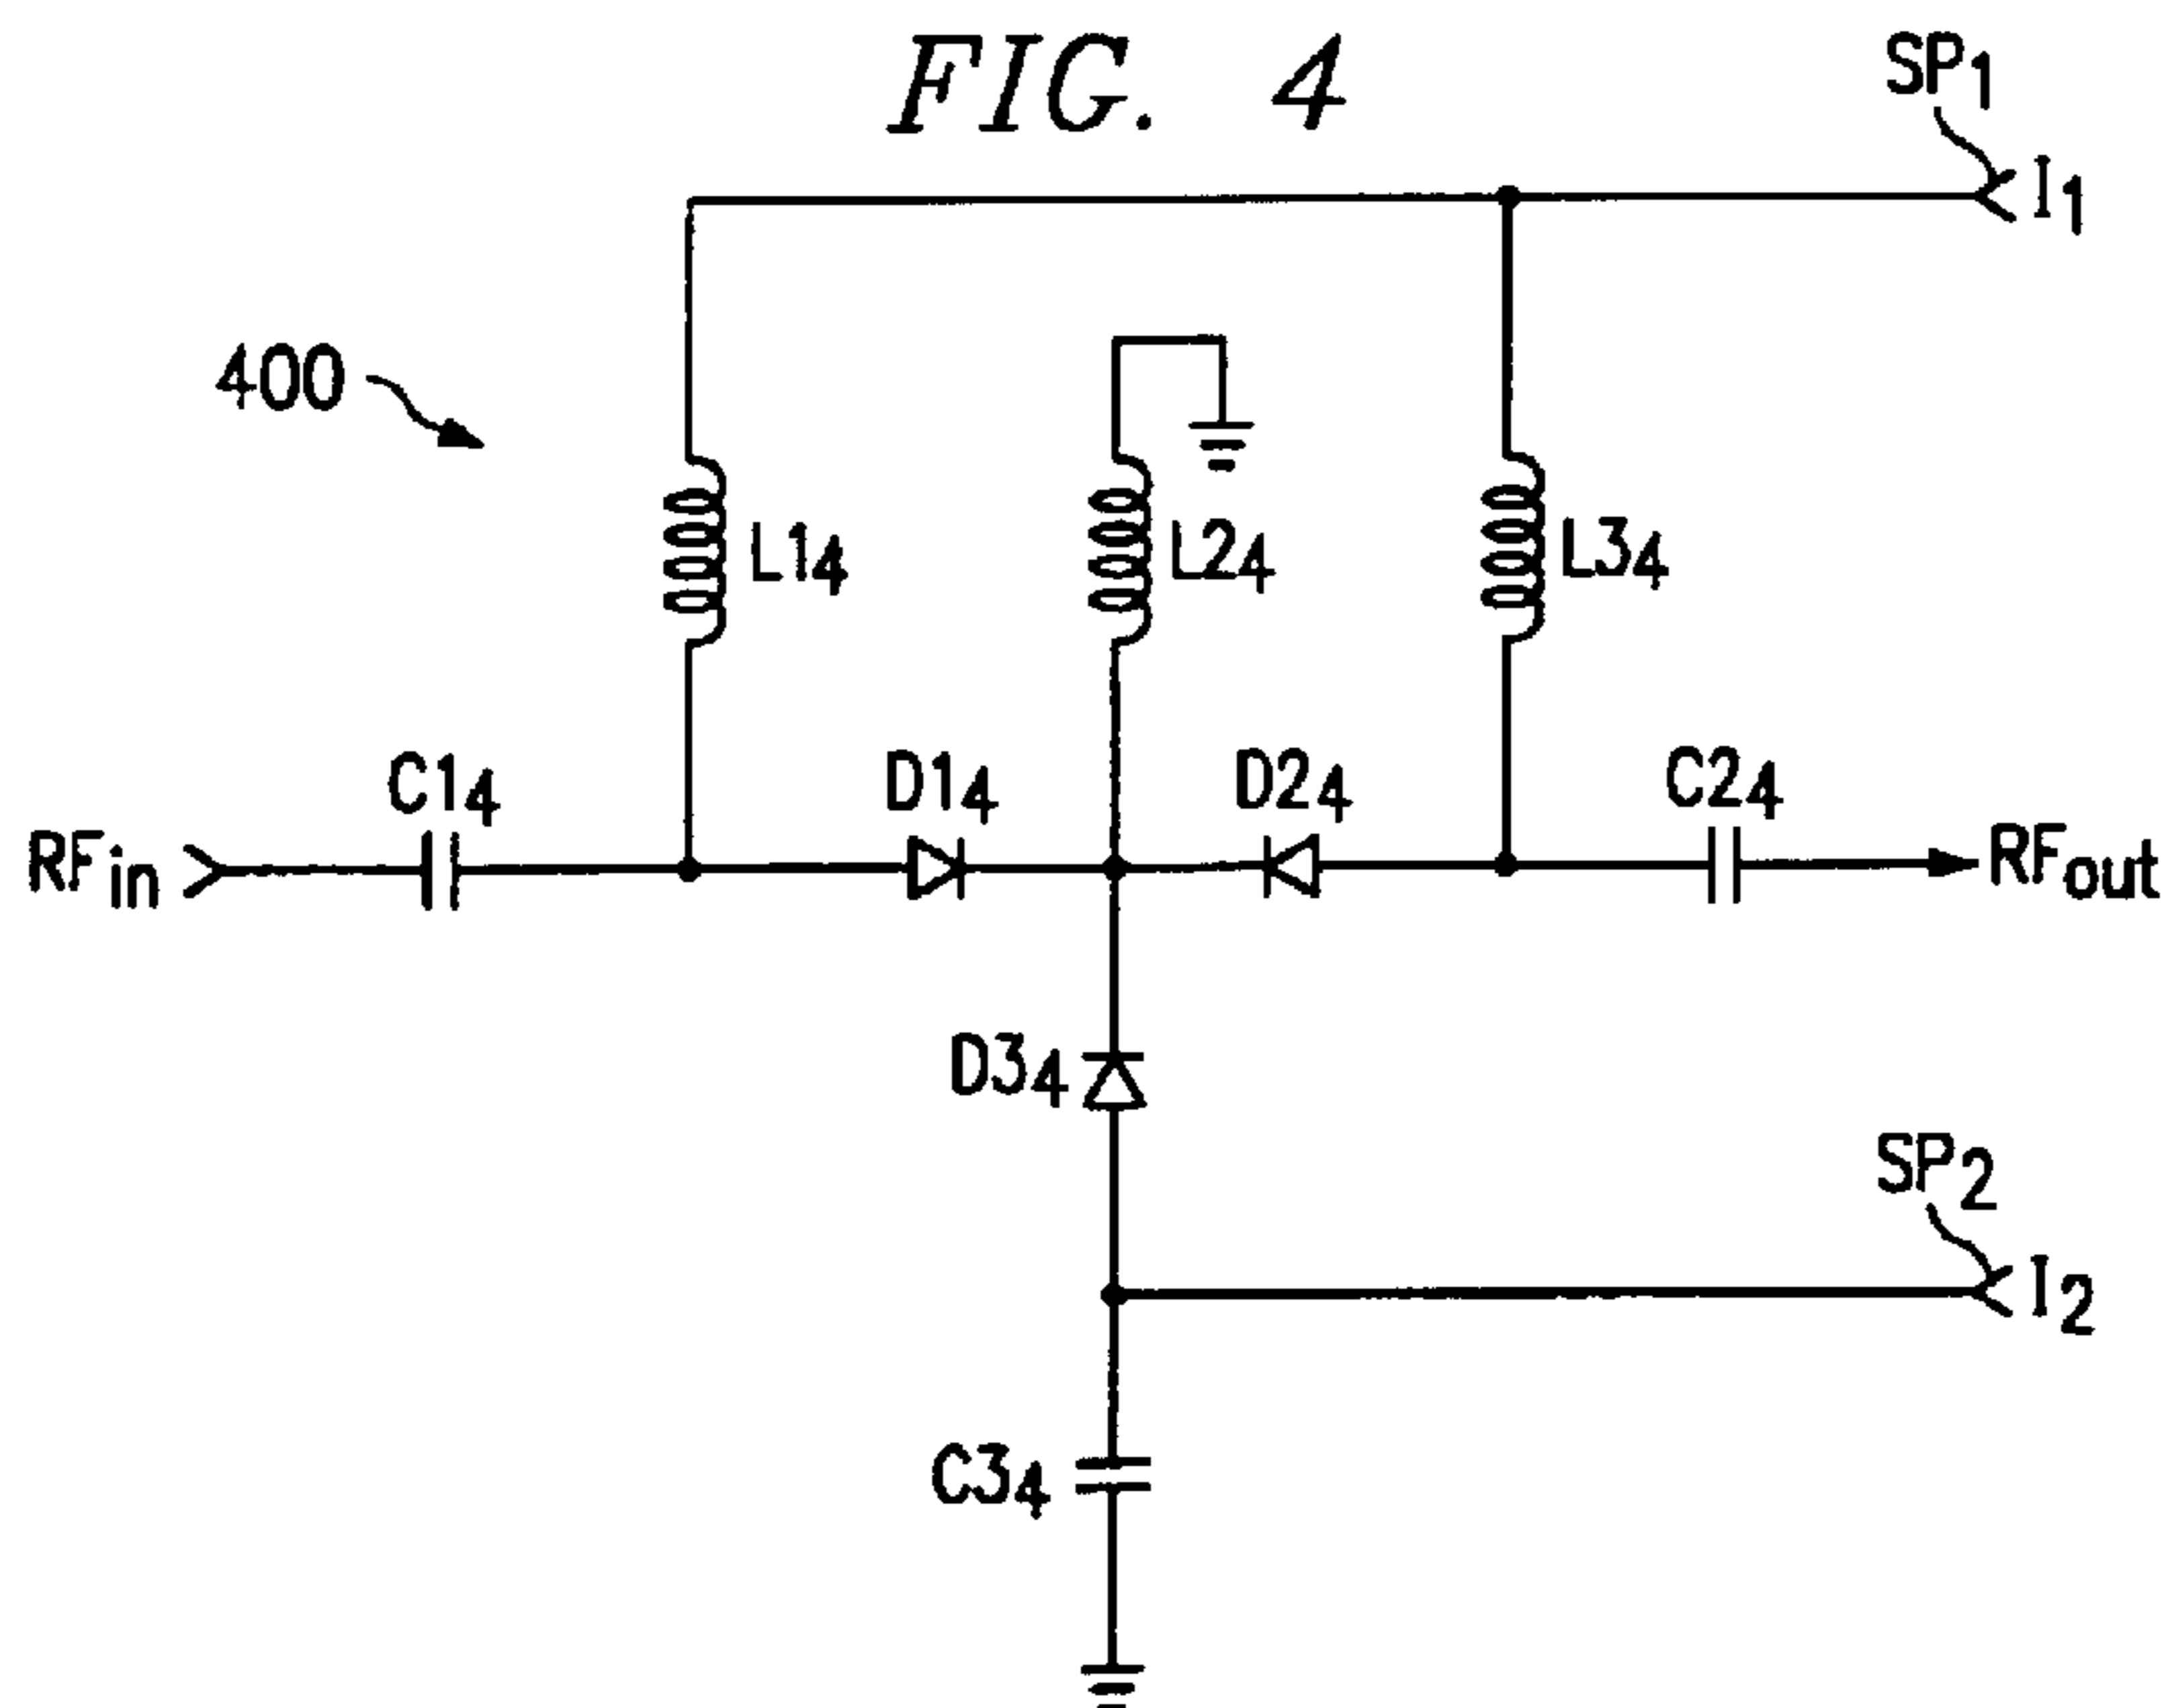 FIG. 4
SP1
I1
400
L14
L24
L34
C14
D14
D24
C24
RFin
RFout
D34
SP2
I2
C34